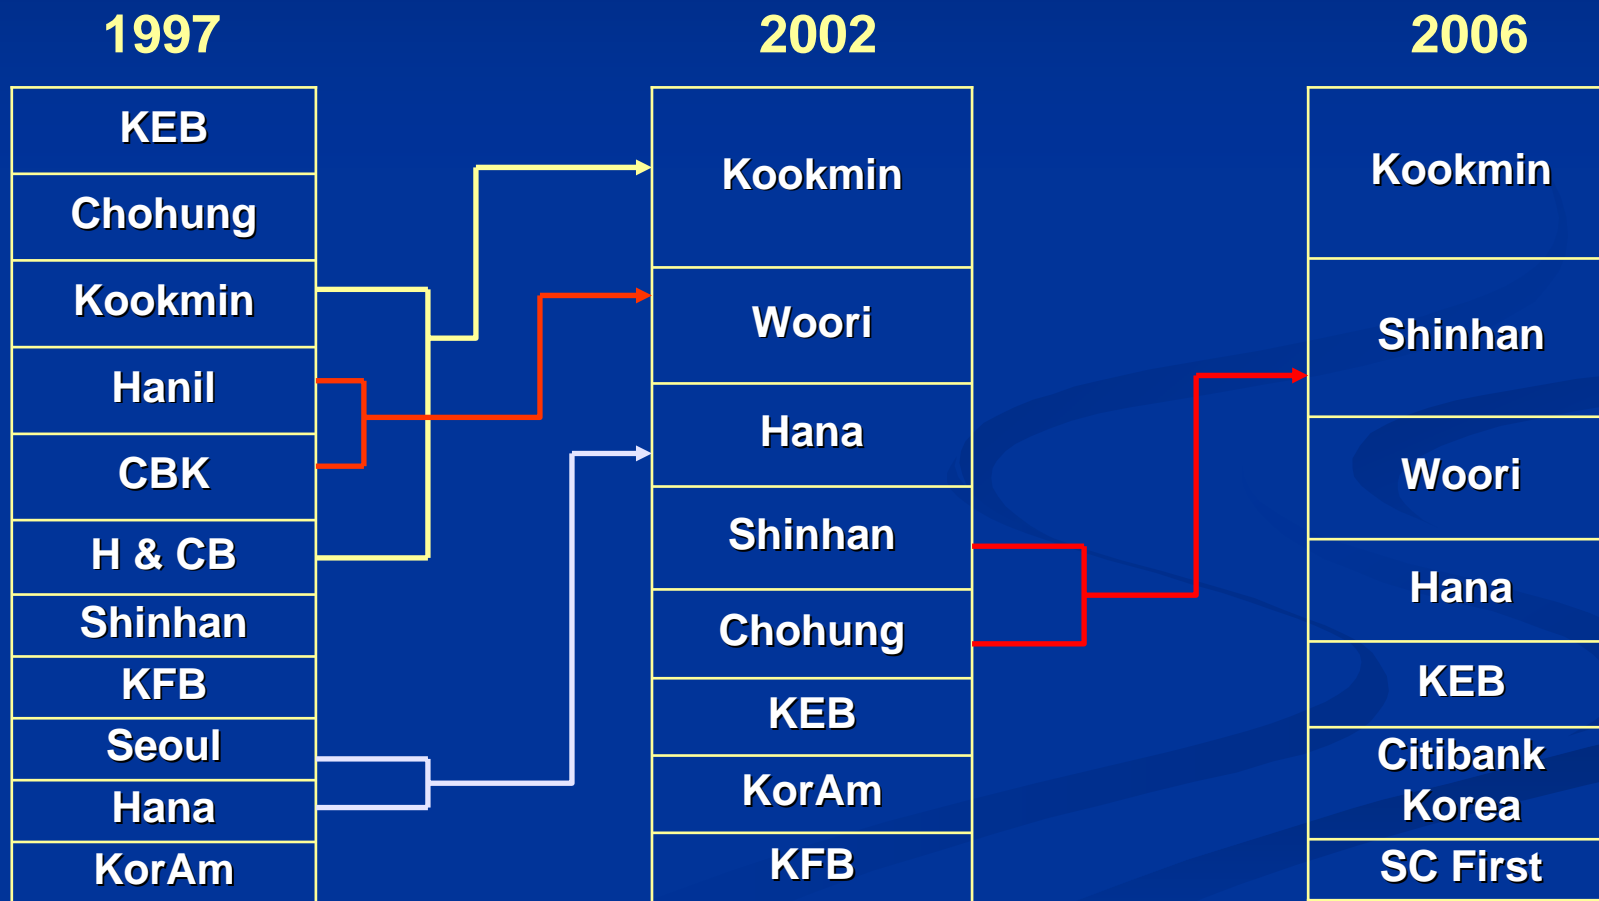 1997
KEB
Chohung
Kookmin
Hanil
CBK
H & CB
Shinhan
KFB
Seoul
Hana
KorAm
2002
Kookmin
Woori
Hana
Shinhan
Chohung
KEB
KorAm
KFB
2006
Kookmin
Shinhan
Woori
Hana
KEB
Citibank
Korea
SC First